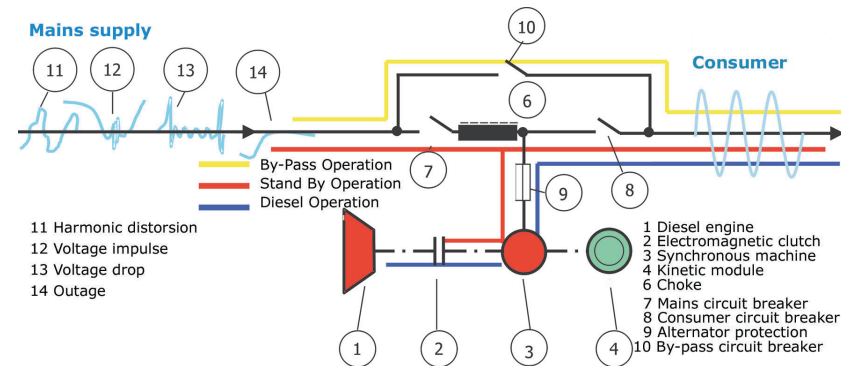 Mains supply
10
Consumer
11
12
13
14
6
7
8
9
By-Pass Operation
Stand By Operation
Diesel Operation
11 Harmonic distorsion
12 Voltage impulse
13 Voltage drop
14 Outage
1 Diesel engine
2 Electromagnetic clutch
3 Synchronous machine
4 Kinetic module
6 Choke
7 Mains circuit breaker
8 Consumer circuit breaker
9 Alternator protection
10 By-pass circuit breaker
1
2
3
4